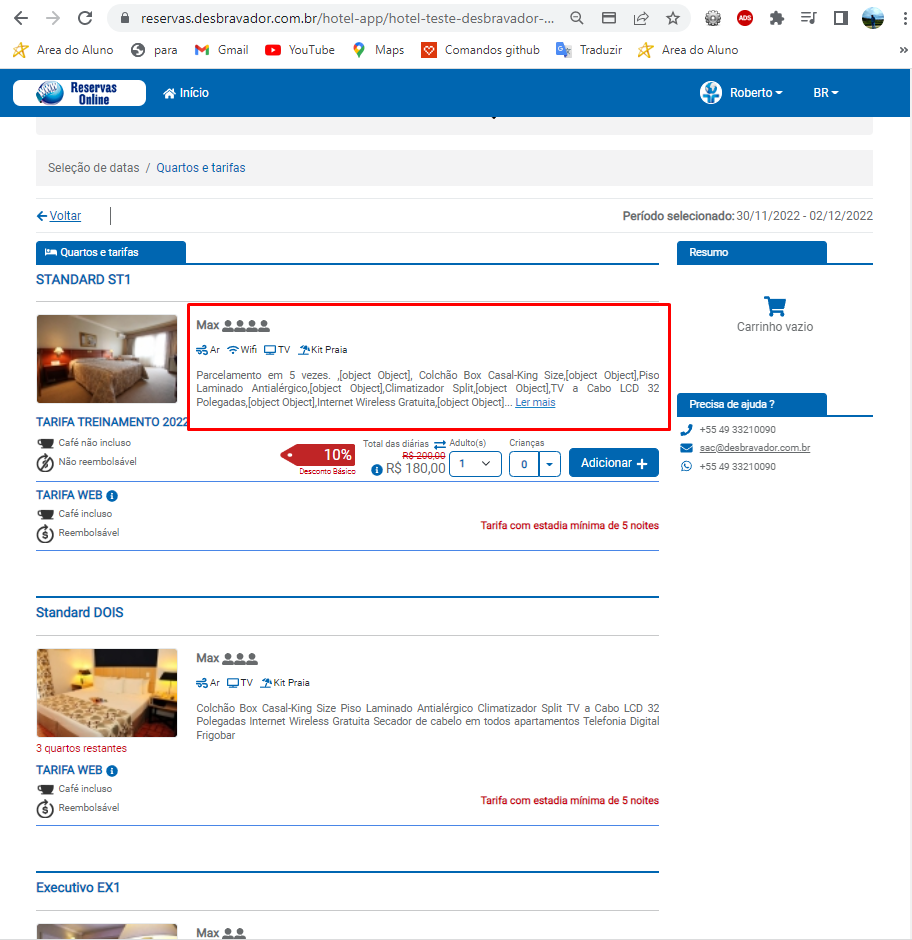 reservas.desbravador.com.br/hotel-app/hotel-teste-desbravador-...
ADS
Area do Aluno para Gmail YouTube Maps Comandos github Traduzir Area do Aluno »
Reservas
Online
Início
Roberto
BR
Seleção de datas / Quartos e tarifas
Voltar
Período selecionado: 30/11/2022 - 02/12/2022
Quartos e tarifas
Resumo
STANDARD ST1
Carrinho vazio
Max
Ar Wifi TV Kit Praia
Parcelamento em 5 vezes. ,[object Object], Colchão Box Casal-King Size,[object Object],Piso
Laminado Antialérgico,[object Object],Climatizador Split,[object Object],TV a Cabo LCD 32
Polegadas,[object Object],Internet Wireless Gratuita,[object Object]... Ler mais
Precisa de ajuda ?
+55 49 33210090
sac@desbravador.com.br
+55 49 33210090
TARIFA TREINAMENTO 2022
Café não incluso
Não reembolsável
10%
Desconto Básico
Total das diárias
R$ 200,00
R$ 180,00
Adulto(s)
1
Crianças
0
Adicionar +
TARIFA WEB
Café incluso
Reembolsável
Tarifa com estadia mínima de 5 noites
Standard DOIS
Max
Ar TV Kit Praia
Colchão Box Casal-King Size Piso Laminado Antialérgico Climatizador Split TV a Cabo LCD 32
Polegadas Internet Wireless Gratuita Secador de cabelo em todos apartamentos Telefonia Digital
Frigobar
3 quartos restantes
TARIFA WEB
Café incluso
Reembolsável
Tarifa com estadia mínima de 5 noites
Executivo EX1
Max